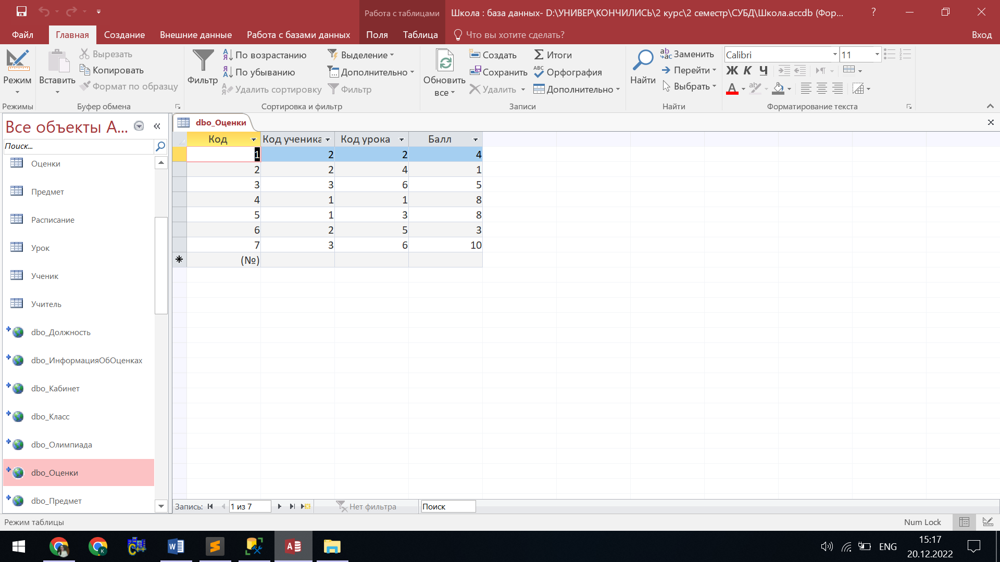 Работа с таблицами
Школа : база данных- D:\УНИВЕР\КОНЧИЛИСЬ\2 курс\2 семестр\СУБД\Школа.accdb (Фор...
?
Файл Главная Создание Внешние данные Работа с базами данных Поля Таблица Что вы хотите сделать? Вход
Режим
Режимы
Вставить
Вырезать
Копировать
Формат по образцу
Буфер обмена
Фильтр
По возрастанию
По убыванию
Удалить сортировку
Выделение
Дополнительно
Фильтр
Сортировка и фильтр
Обновить
все
Создать
Сохранить
Удалить
Итоги
Орфография
Дополнительно
Записи
Найти
Заменить
Перейти
Выбрать
Найти
Calibri 11
Ж К Ч
Форматирование текста
Все объекты A...
Поиск...
Оценки
Предмет
Расписание
Урок
Ученик
Учитель
dbo_Должность
dbo_ИнформацияОбОценках
dbo_Кабинет
dbo_Класс
dbo_Олимпиада
dbo_Оценки
dbo_Предмет
dbo_Оценки
Код Код ученика Код урока Балл
1 2 2 4
2 2 4 1
3 3 6 5
4 1 1 8
5 1 3 8
6 2 5 3
7 3 6 10
(№)
Запись: 1 из 7 Нет фильтра Поиск
Режим таблицы Num Lock
ENG
15:17
20.12.2022